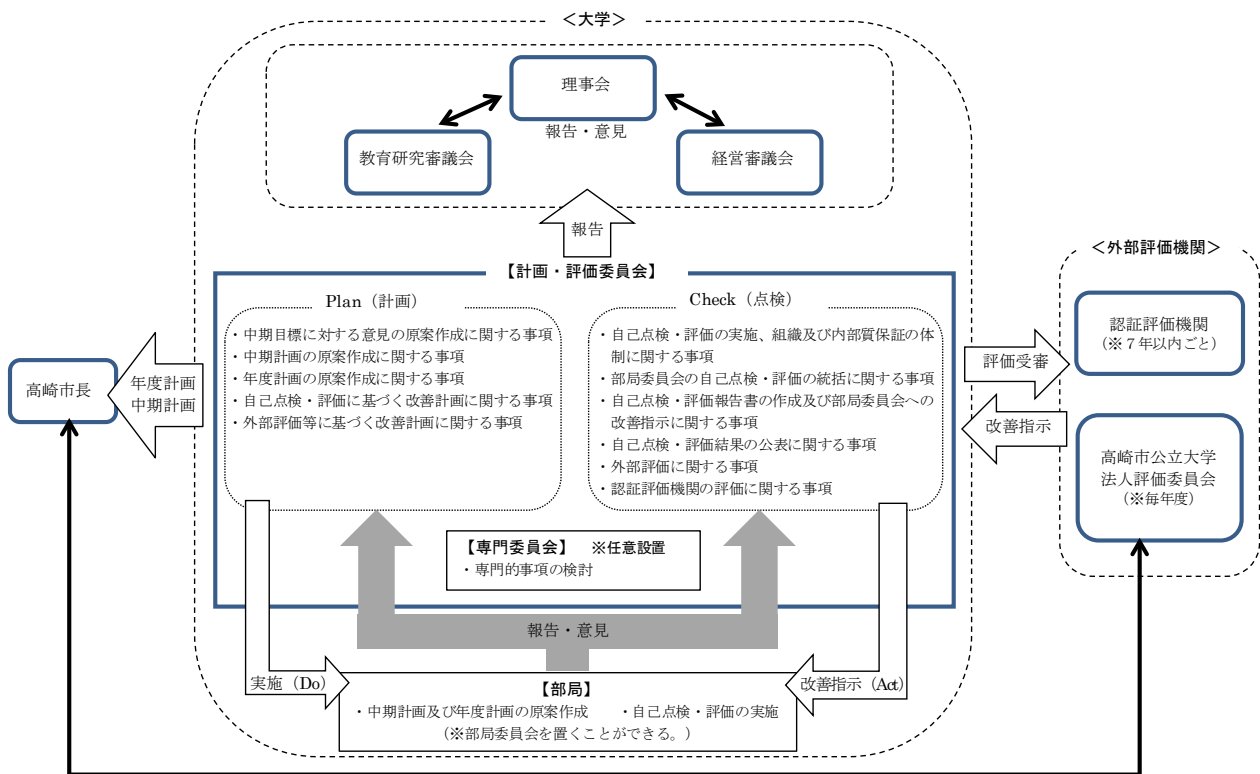 ＜大学＞
理事会
報告・意見
教育研究審議会
経営審議会
報告
【計画・評価委員会】
Plan（計画）
・中期目標に対する意見の原案作成に関する事項
・中期計画の原案作成に関する事項
・年度計画の原案作成に関する事項
・自己点検・評価に基づく改善計画に関する事項
・外部評価等に基づく改善計画に関する事項
Check（点検）
・自己点検・評価の実施、組織及び内部質保証の体
制に関する事項
・部局委員会の自己点検・評価の統括に関する事項
・自己点検・評価報告書の作成及び部局委員会への
改善指示に関する事項
・自己点検・評価結果の公表に関する事項
・外部評価に関する事項
・認証評価機関の評価に関する事項
高崎市長
年度計画
中期計画
評価受審
改善指示
＜外部評価機関＞
認証評価機関
（※７年以内ごと）
高崎市公立大学
法人評価委員会
（※毎年度）
【専門委員会】　※任意設置
・専門的事項の検討
報告・意見
実施（Do）
改善指示（Act）
【部局】
・中期計画及び年度計画の原案作成　　・自己点検・評価の実施
（※部局委員会を置くことができる。）